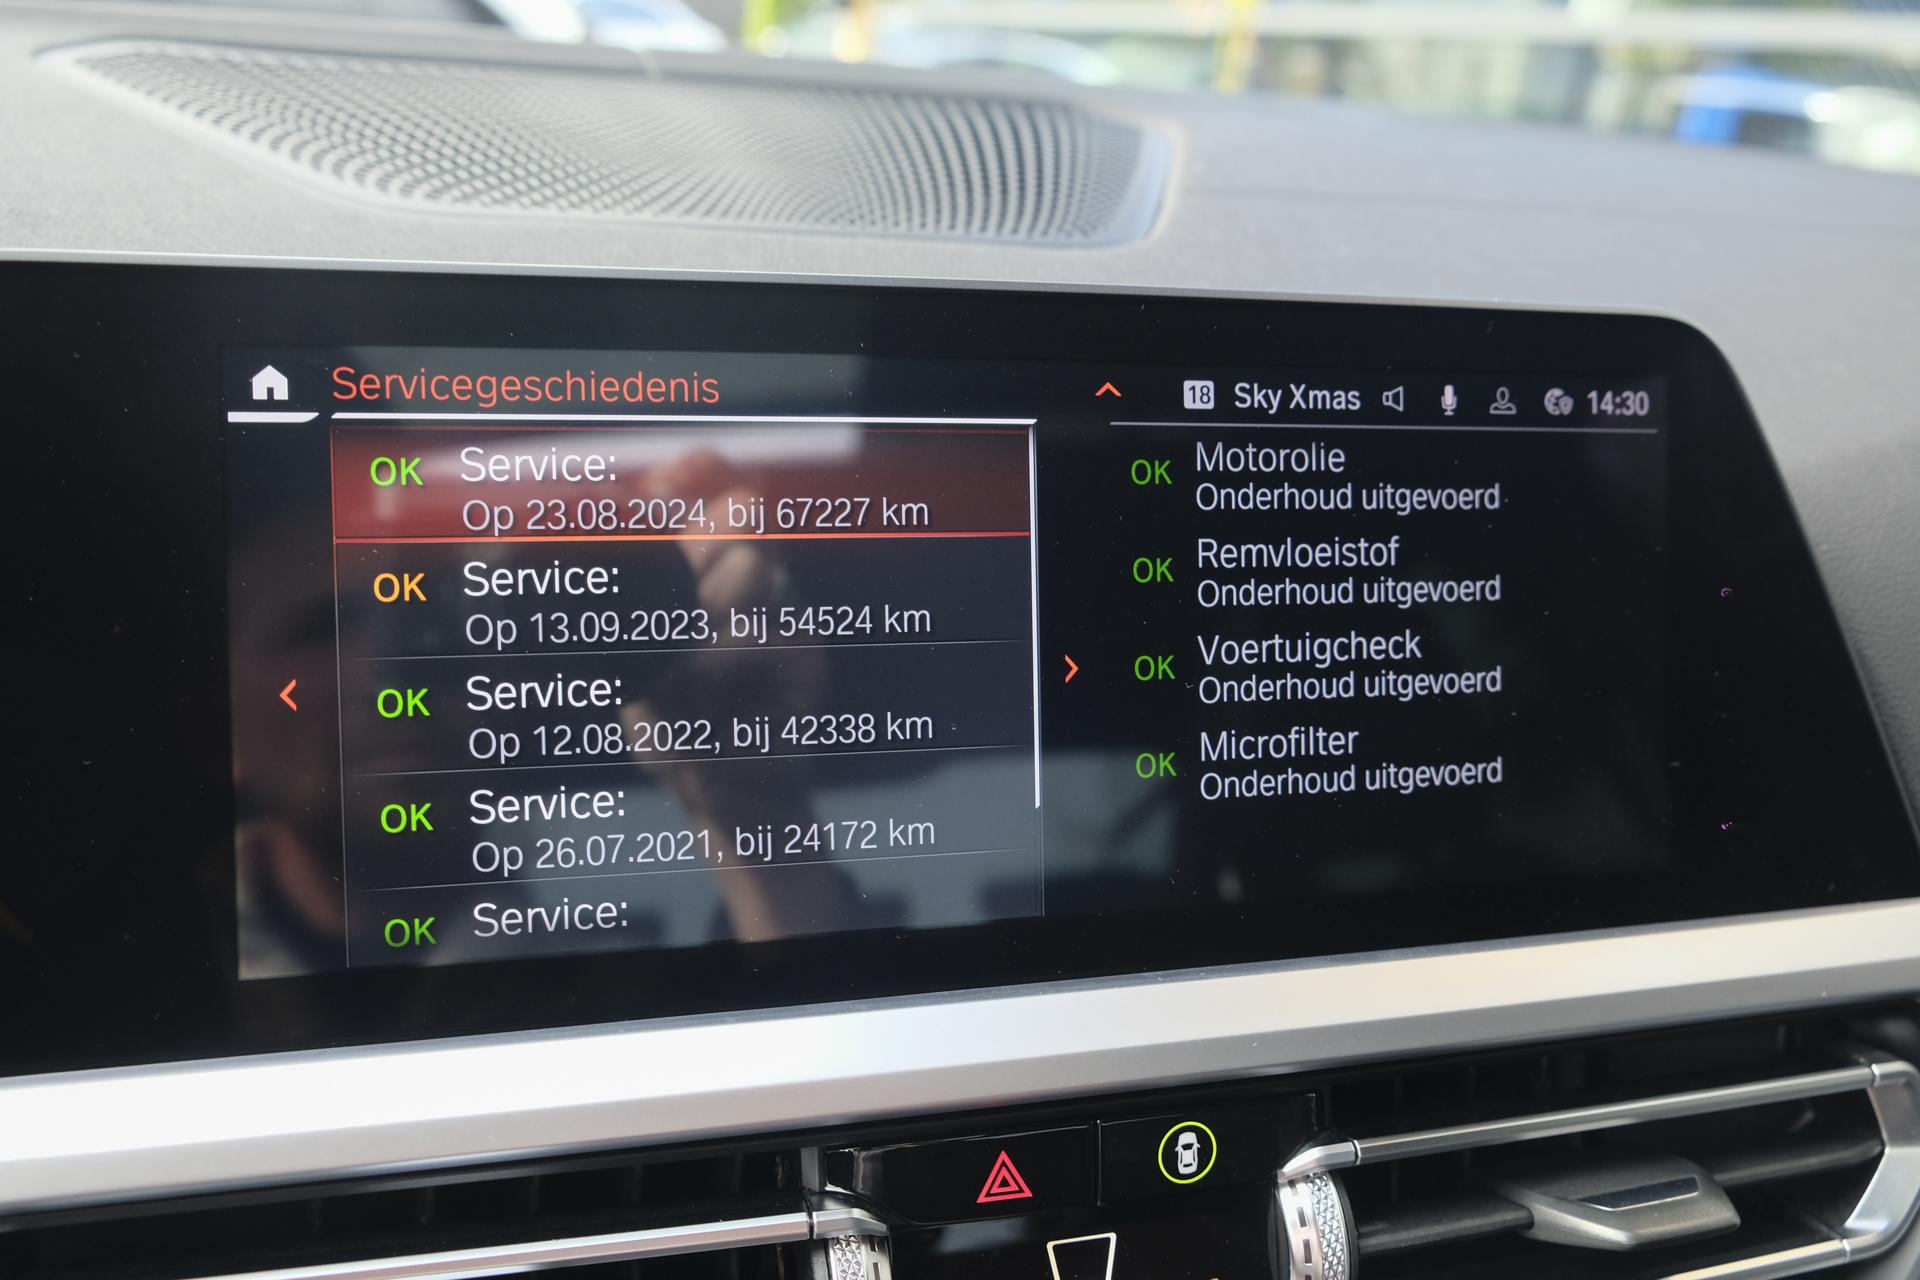 Servicegeschiedenis
18 Sky Xmas 14:30
OK Service:
Op 23.08.2024, bij 67227 km
OK Service:
Op 13.09.2023, bij 54524 km
OK Service:
Op 12.08.2022, bij 42338 km
OK Service:
Op 26.07.2021, bij 24172 km
OK Service:
OK Motorolie
Onderhoud uitgevoerd
OK Remvloeistof
Onderhoud uitgevoerd
OK Voertuigcheck
Onderhoud uitgevoerd
OK Microfilter
Onderhoud uitgevoerd